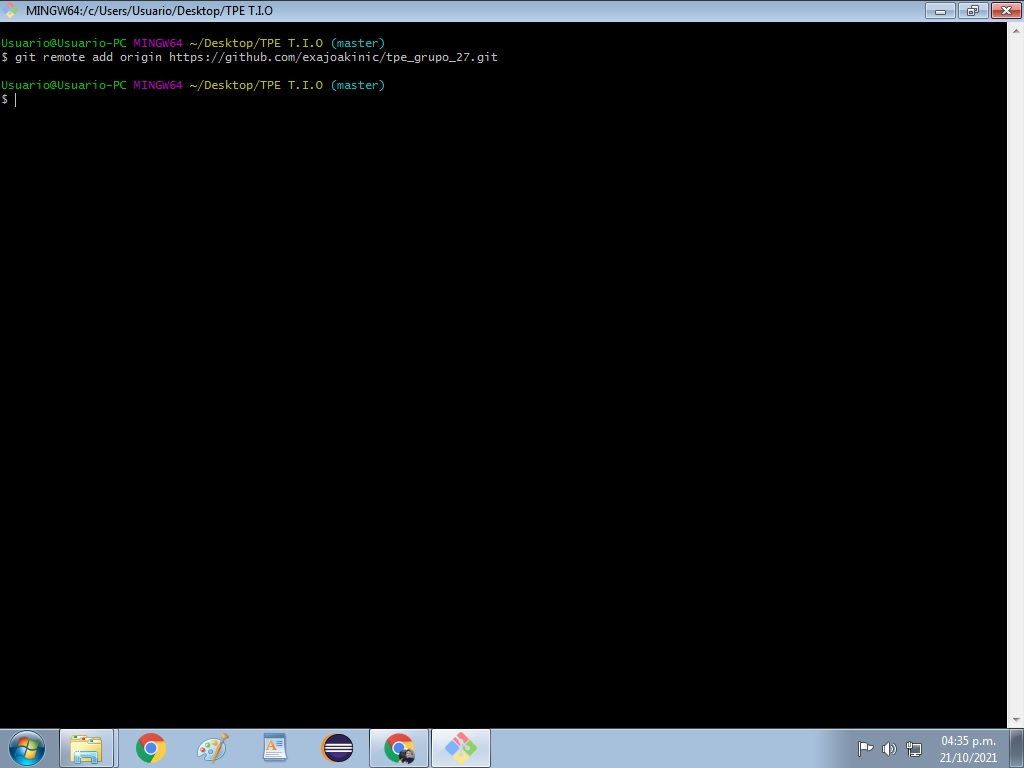 MINGW64:/c/Users/Usuario/Desktop/TPE T.I.O
Usuario@Usuario-PC MINGW64 ~/Desktop/TPE T.I.O (master)
$ git remote add origin https://github.com/exajoakinic/tpe_grupo_27.git
Usuario@Usuario-PC MINGW64 ~/Desktop/TPE T.I.O (master)
$
04:35 p.m.
21/10/2021